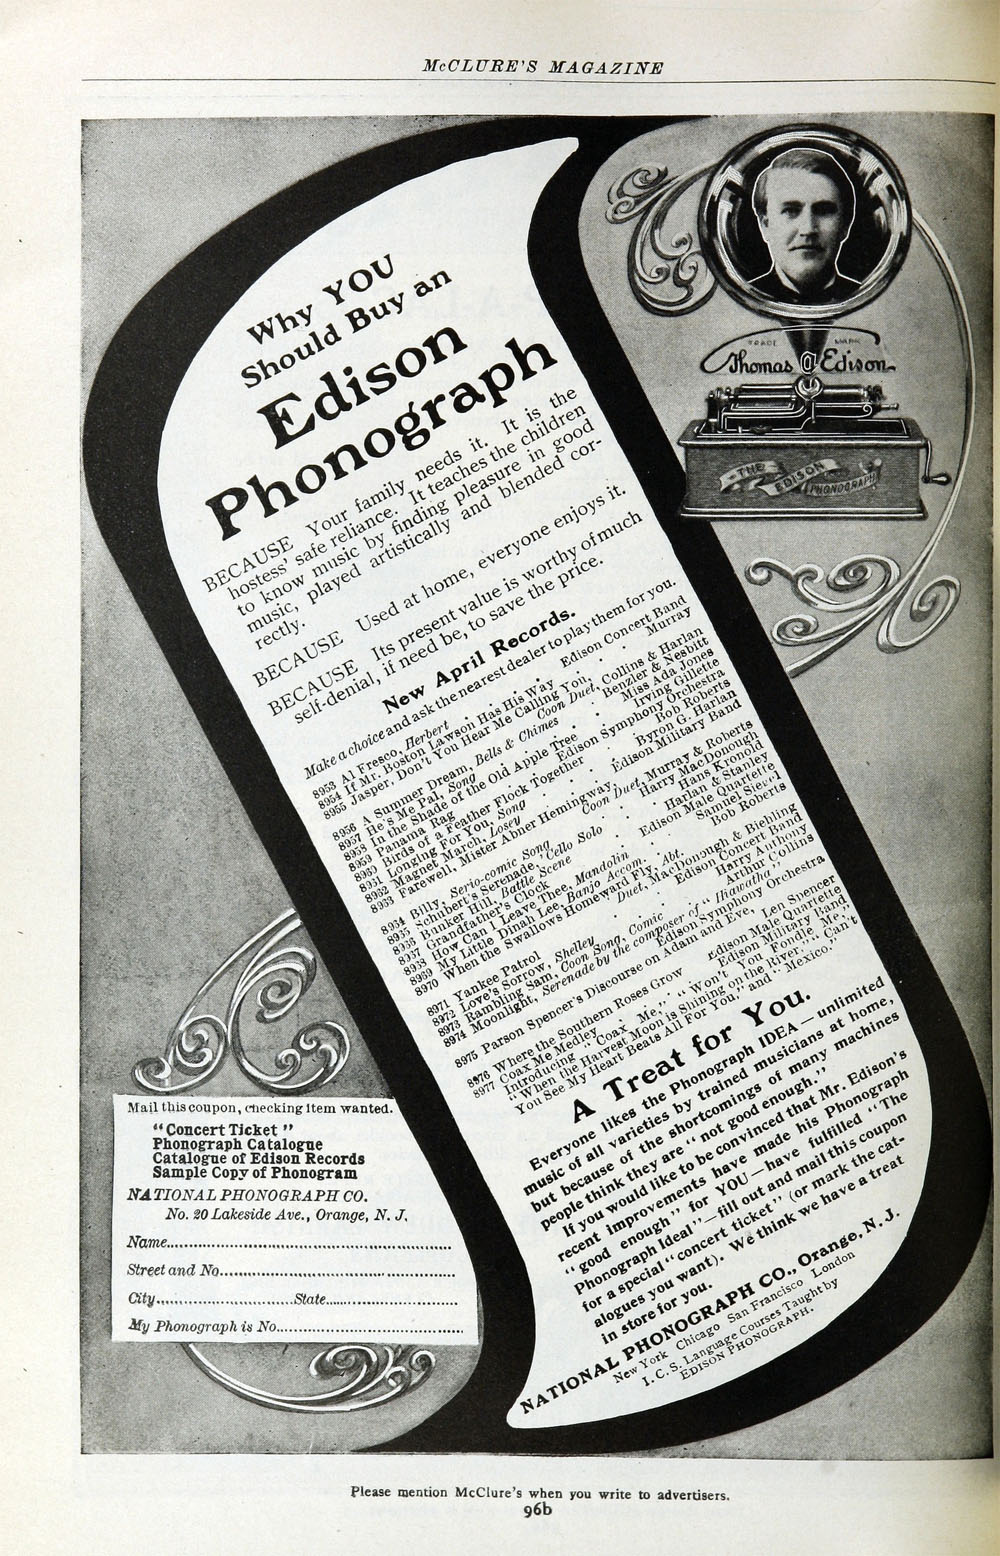 McCLURE'S MAGAZINE
TRADE MARK
Thomas A Edison
THE EDISON PHONOGRAPH
Why YOU
Should Buy an
Edison
Phonograph
BECAUSE Your family needs it. It is the
hostess' safe reliance. It teaches the children
to know music by finding pleasure in good
music, played artistically and blended cor-
rectly.
BECAUSE Used at home, everyone enjoys it.
BECAUSE Its present value is worthy of much
self-denial, if need be, to save the price.
New April Records.
Make a choice and ask the nearest dealer to play them for you.
8953 Al Fresco, Herbert . . . Edison Concert Band
8954 If Mr. Boston Lawson Has His Way . . . Murray
8955 Jasper, Don't You Hear Me Calling You,
Coon Duet, Collins & Harlan
8956 A Summer Dream, Bells & Chimes . Benzler & Nesbitt
8957 He's Me Pal, Song . . . Miss Ada Jones
8958 In the Shade of the Old Apple Tree . Irving Gillette
8959 Panama Rag . . Edison Symphony Orchestra
Birds of a Feather Flock Together . . Bob Roberts
8951 Longing For You, Song . . . Byron G. Harlan
8952 Magnet March, Losey . . Edison Military Band
8933 Farewell, Mister Abner Hemingway,
Coon Duet, Murray & Roberts
8934 Billy, Serio-comic Song . . Harry MacDonough
8935 Schubert's Serenade, 'Cello Solo . . Hans Kronold
8936 Bunker Hill, Battle Scene . . Harlan & Stanley
8937 Grandfather's Clock . . Edison Male Quartette
8938 How Can I Leave Thee, Mandolin . . Samuel
8969 My Little Dinah Lee, Banjo Accom. . . Bob Roberts
8970 When the Swallows Homeward Fly, Abt.
Duet, MacDonough & Biehling
8971 Yankee Patrol . . . Edison Concert Band
8972 Love's Sorrow, Shelley . . . Harry Anthony
8973 Rambling Sam, Coon Song, Comic . Arthur Collins
8974 Moonlight, Serenade by the composer of "Hiawatha"
Edison Symphony Orchestra
8975 Parson Spencer's Discourse on Adam and Eve, Len Spencer
8976 Where the Southern Roses Grow Edison Male Quartette
8977 Coax Me Medley . . . Edison Military Band
Introducing "Coax Me," "Won't You Fondle Me,"
"When the Harvest Moon is Shining on the River," "Can't
You See My Heart Beats All For You," and "Mexico."
A Treat for You.
Everyone likes the Phonograph IDEA—unlimited
music of all varieties by trained musicians at home,
but because of the shortcomings of many machines
people think they are "not good enough."
If you would like to be convinced that Mr. Edison's
recent improvements have made his Phonograph
"good enough" for YOU—have fulfilled "The
Phonograph Ideal"—fill out and mail this coupon
for a special "concert ticket" (or mark the cat-
alogues you want). We think we have a treat
in store for you.
NATIONAL PHONOGRAPH CO., Orange, N. J.
New York Chicago San Francisco London
I. C. S. Language Courses Taught by
EDISON PHONOGRAPH.
Mail this coupon, checking item wanted.
"Concert Ticket"
Phonograph Catalogue
Catalogue of Edison Records
Sample Copy of Phonogram
NATIONAL PHONOGRAPH CO.
No. 20 Lakeside Ave., Orange, N. J.
Name
Street and No.
City State
My Phonograph is No.
Please mention McClure's when you write to advertisers.
96b